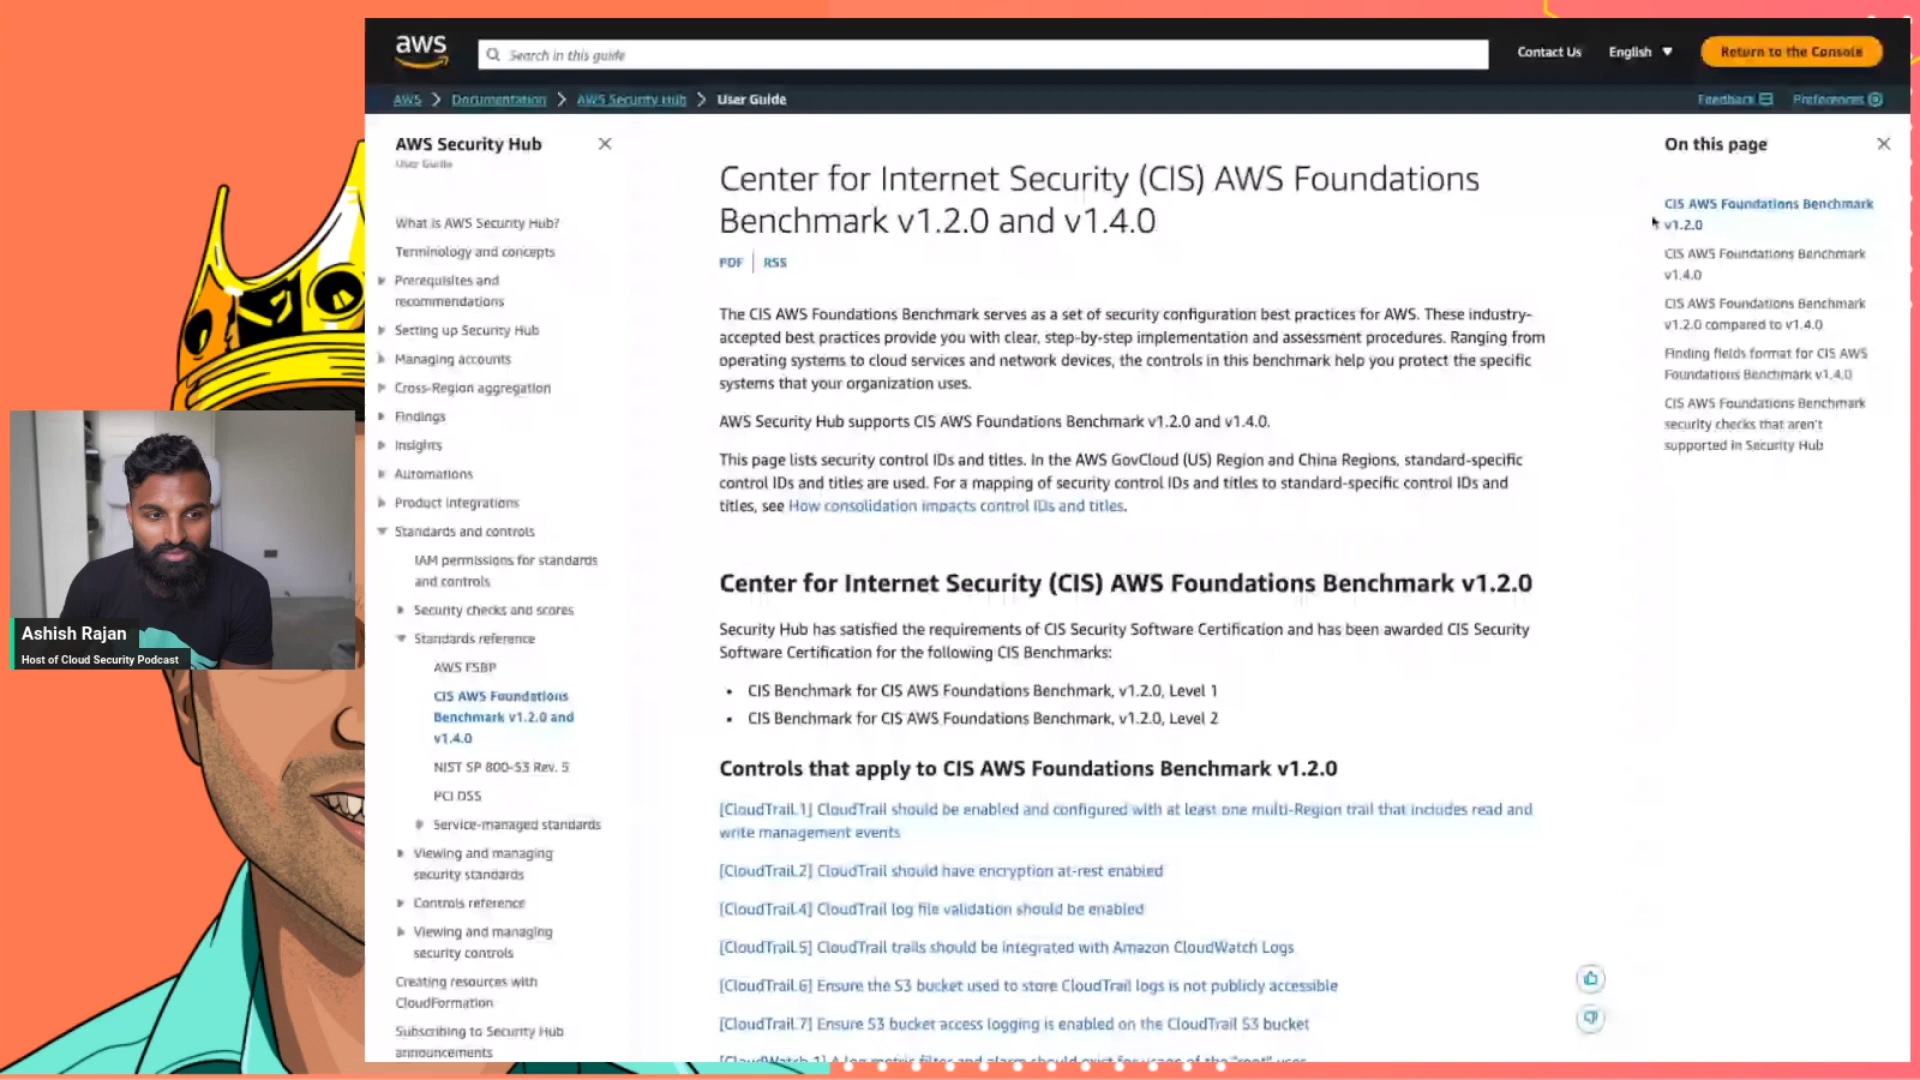 aws
Search in this guide
Contact Us
English
Return to the Console
AWS
Documentation
AWS Security Hub
User Guide
Feedback
Preferences
AWS Security Hub
User Guide
What is AWS Security Hub?
Terminology and concepts
Prerequisites and
recommendations
Setting up Security Hub
Managing accounts
Cross-Region aggregation
Findings
Insights
Automations
Product integrations
Standards and controls
IAM permissions for standards
and controls
Security checks and scores
Standards reference
AWS FSBP
CIS AWS Foundations
Benchmark v1.2.0 and
v1.4.0
NIST SP 800-53 Rev. 5
PCI DSS
Service-managed standards
Viewing and managing
security standards
Controls reference
Viewing and managing
security controls
Creating resources with
CloudFormation
Subscribing to Security Hub
announcements
Center for Internet Security (CIS) AWS Foundations
Benchmark v1.2.0 and v1.4.0
PDF
RSS
The CIS AWS Foundations Benchmark serves as a set of security configuration best practices for AWS. These industry-
accepted best practices provide you with clear, step-by-step implementation and assessment procedures. Ranging from
operating systems to cloud services and network devices, the controls in this benchmark help you protect the specific
systems that your organization uses.
AWS Security Hub supports CIS AWS Foundations Benchmark v1.2.0 and v1.4.0.
This page lists security control IDs and titles. In the AWS GovCloud (US) Region and China Regions, standard-specific
control IDs and titles are used. For a mapping of security control IDs and titles to standard-specific control IDs and
titles, see How consolidation impacts control IDs and titles.
Center for Internet Security (CIS) AWS Foundations Benchmark v1.2.0
Security Hub has satisfied the requirements of CIS Security Software Certification and has been awarded CIS Security
Software Certification for the following CIS Benchmarks:
• CIS Benchmark for CIS AWS Foundations Benchmark, v1.2.0, Level 1
• CIS Benchmark for CIS AWS Foundations Benchmark, v1.2.0, Level 2
Controls that apply to CIS AWS Foundations Benchmark v1.2.0
[CloudTrail.1] CloudTrail should be enabled and configured with at least one multi-Region trail that includes read and
write management events
[CloudTrail.2] CloudTrail should have encryption at-rest enabled
[CloudTrail.4] CloudTrail log file validation should be enabled
[CloudTrail.5] CloudTrail trails should be integrated with Amazon CloudWatch Logs
[CloudTrail.6] Ensure the S3 bucket used to store CloudTrail logs is not publicly accessible
[CloudTrail.7] Ensure S3 bucket access logging is enabled on the CloudTrail S3 bucket
[CloudWatch.1] A log metric filter and alarm should exist for usage of the "root" user
On this page
CIS AWS Foundations Benchmark
v1.2.0
CIS AWS Foundations Benchmark
v1.4.0
CIS AWS Foundations Benchmark
v1.2.0 compared to v1.4.0
Finding fields format for CIS AWS
Foundations Benchmark v1.4.0
CIS AWS Foundations Benchmark
security checks that aren't
supported in Security Hub
Ashish Rajan
Host of Cloud Security Podcast